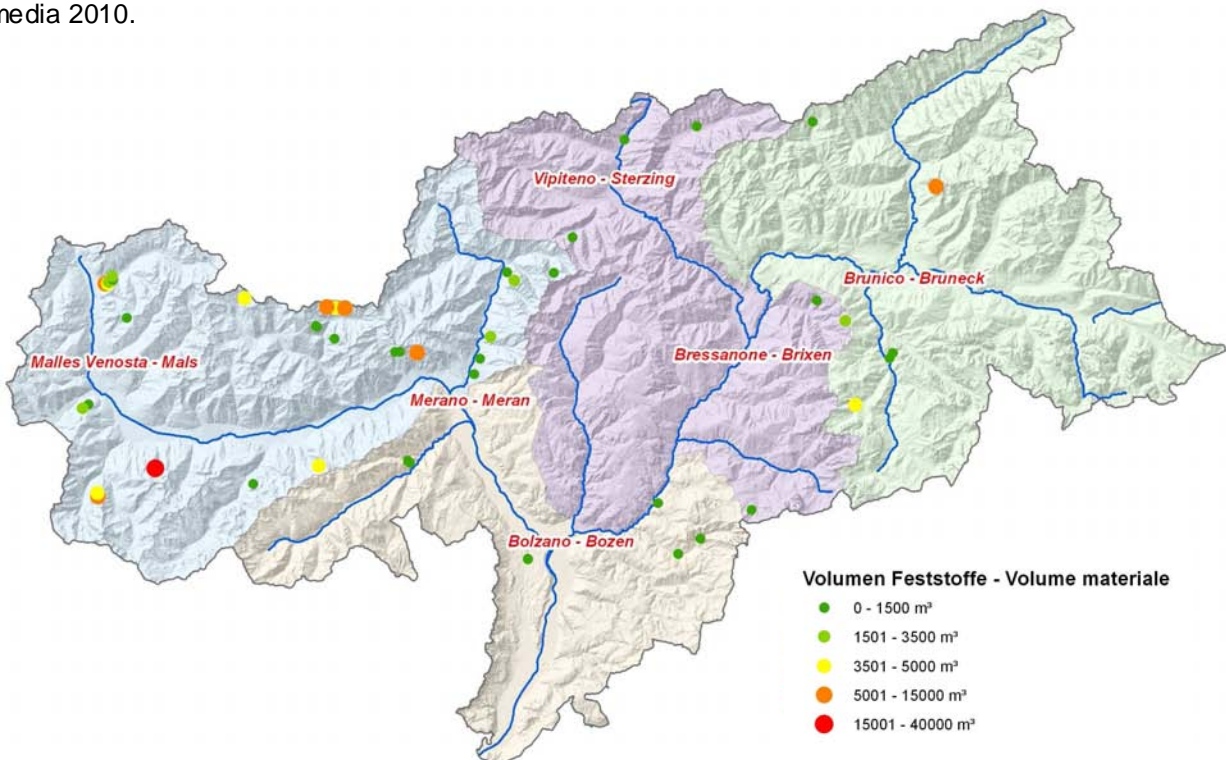 media 2010.
Vipiteno - Sterzing
Brunico - Bruneck
Malles Venosta - Mals
Bressanone - Brixen
Merano - Meran
Bolzano - Bozen
Volumen Feststoffe - Volume materiale
0 - 1500 m³
1501 - 3500 m³
3501 - 5000 m³
5001 - 15000 m³
15001 - 40000 m³